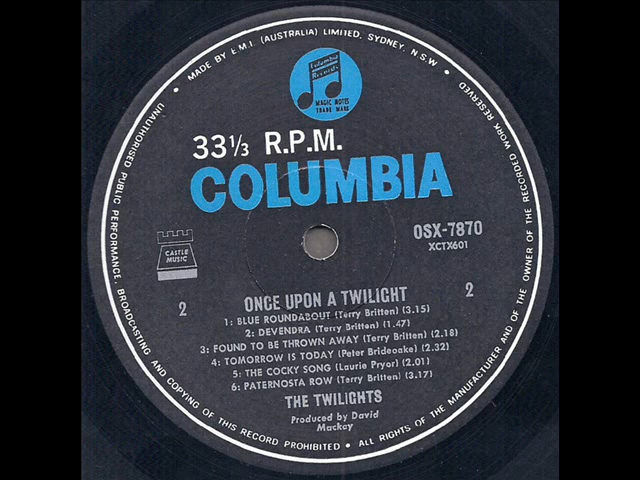 MADE BY E.M.I. (AUSTRALIA) LIMITED, SYDNEY, N.S.W. • ALL RIGHTS OF THE MANUFACTURER AND OF THE OWNER OF THE RECORDED WORK RESERVED
UNAUTHORISED PUBLIC PERFORMANCE, BROADCASTING AND COPYING OF THIS RECORD PROHIBITED •
Columbia
Records
MAGIC NOTES
TRADE MARK
33⅓ R.P.M.
COLUMBIA
OSX-7870
XCTX601
CASTLE
MUSIC
2
2
ONCE UPON A TWILIGHT
1: BLUE ROUNDABOUT (Terry Britten) (3.15)
2: DEVENDRA (Terry Britten) (1.47)
3: FOUND TO BE THROWN AWAY (Terry Britten) (2.18)
4: TOMORROW IS TODAY (Peter Brideoake) (2.32)
5: THE COCKY SONG (Laurie Pryor) (2.01)
6: PATERNOSTA ROW (Terry Britten) (3.17)
THE TWILIGHTS
Produced by David
Mackay